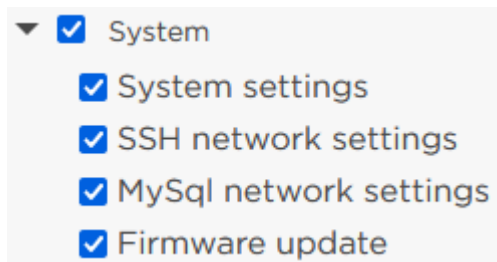 System
System settings
SSH network settings
MySql network settings
Firmware update